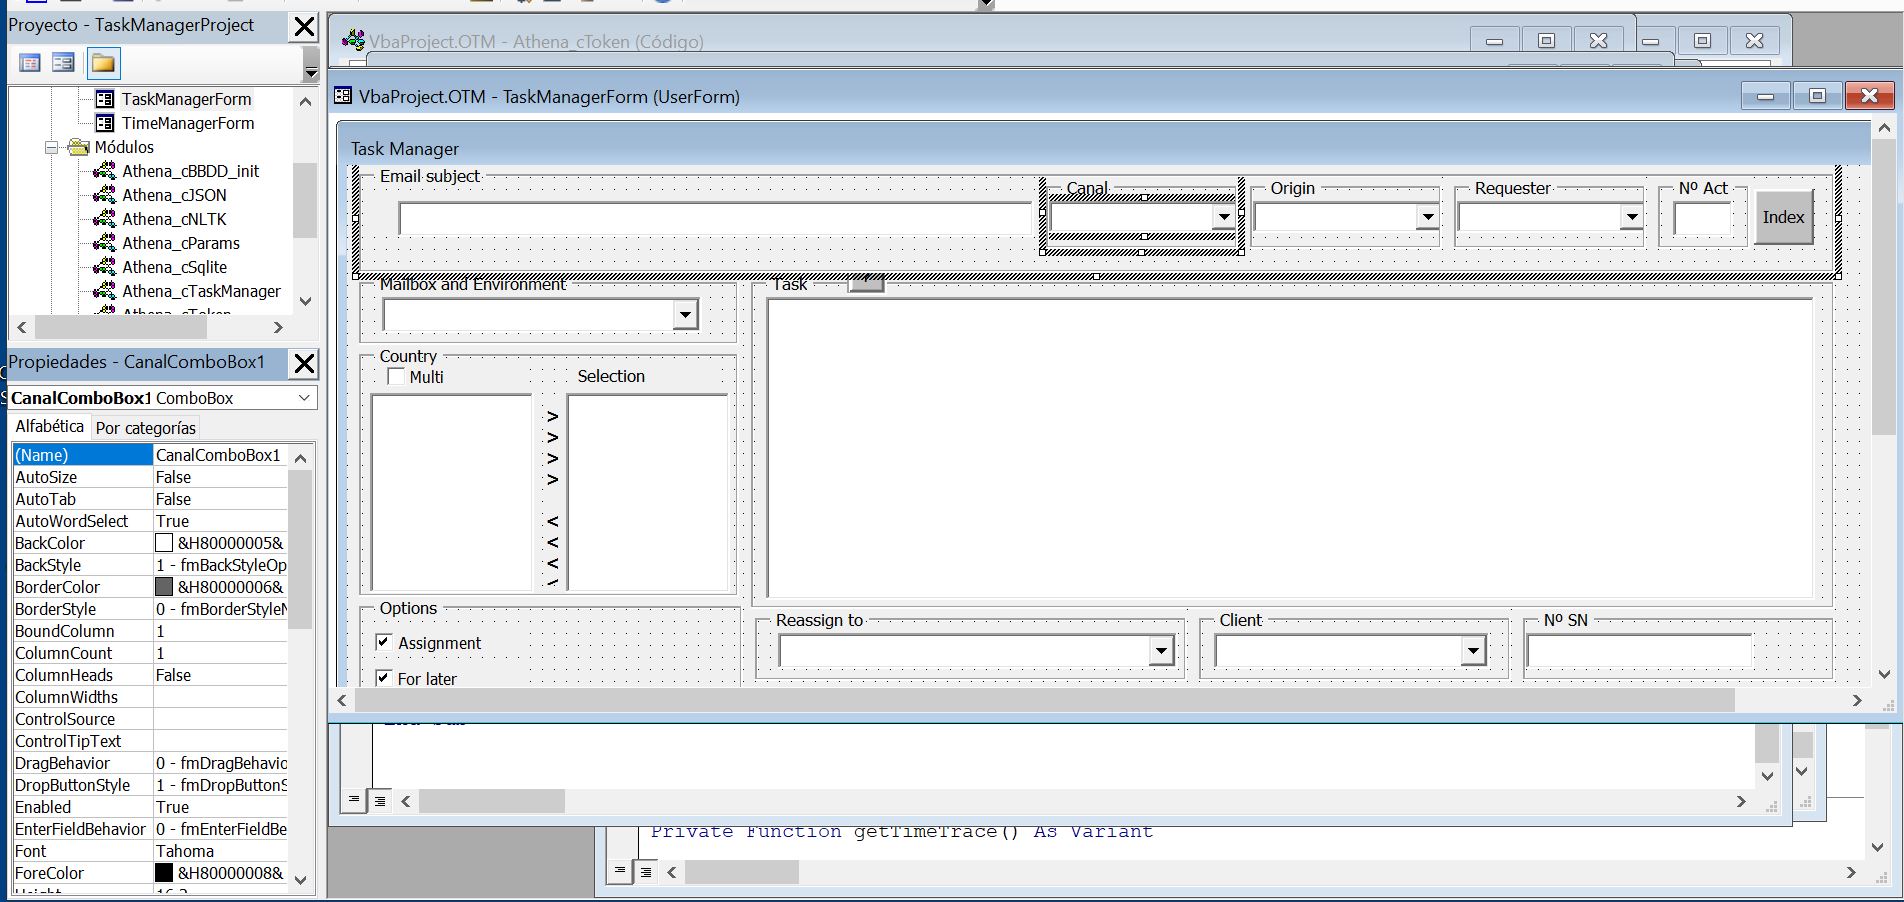 Proyecto - TaskManagerProject
TaskManagerForm
TimeManagerForm
Módulos
Athena_cBBDD_init
Athena_cJSON
Athena_cNLTK
Athena_cParams
Athena_cSqlite
Athena_cTaskManager
Propiedades - CanalComboBox1
CanalComboBox1 ComboBox
Alfabética
Por categorías
(Name) CanalComboBox1
AutoSize False
AutoTab False
AutoWordSelect True
BackColor &H80000005&
BackStyle 1 - fmBackStyleOp
BorderColor &H80000006&
BorderStyle 0 - fmBorderStyleN
BoundColumn 1
ColumnCount 1
ColumnHeads False
ColumnWidths
ControlSource
ControlTipText
DragBehavior 0 - fmDragBehavio
DropButtonStyle 1 - fmDropButtonS
Enabled True
EnterFieldBehavior 0 - fmEnterFieldBe
Font Tahoma
ForeColor &H80000008&
VbaProject.OTM - Athena_cToken (Código)
VbaProject.OTM - TaskManagerForm (UserForm)
Task Manager
Email subject
Canal
Origin
Requester
Nº Act
Index
Mailbox and Environment
Task
Country
Multi
Selection
>
>
>
>
<
<
<
<
Options
Assignment
For later
Reassign to
Client
Nº SN
Private Function getTimeTrace() As Variant